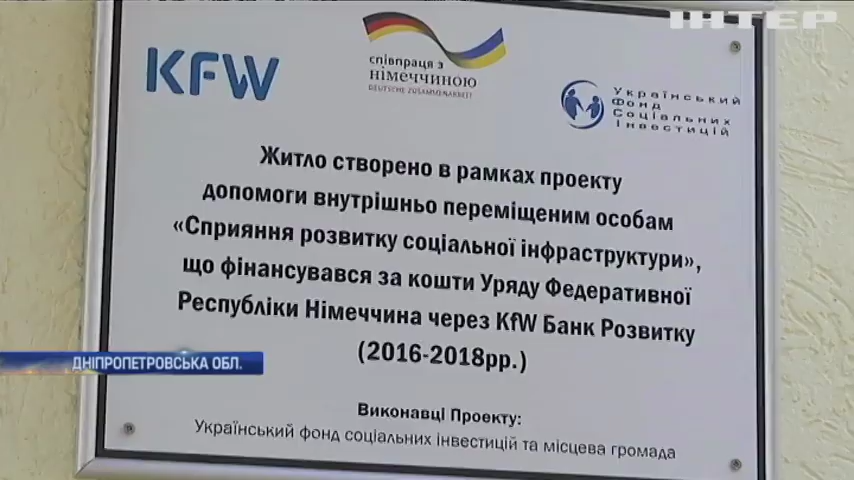 ІНТЕР
KFW
співпраця з
німеччиною
DEUTSCHE ZUSAMMENARBEIT
Український
Фонд
Соціальних
Інвестицій
Житло створено в рамках проекту
допомоги внутрішньо переміщеним особам
«Сприяння розвитку соціальної інфраструктури»,
що фінансувався за кошти Уряду Федеративної
Республіки Німеччина через KfW Банк Розвитку
(2016-2018рр.)
ДНІПРОПЕТРОВСЬКА ОБЛ.
Виконавці Проекту:
Український фонд соціальних інвестицій та місцева громада